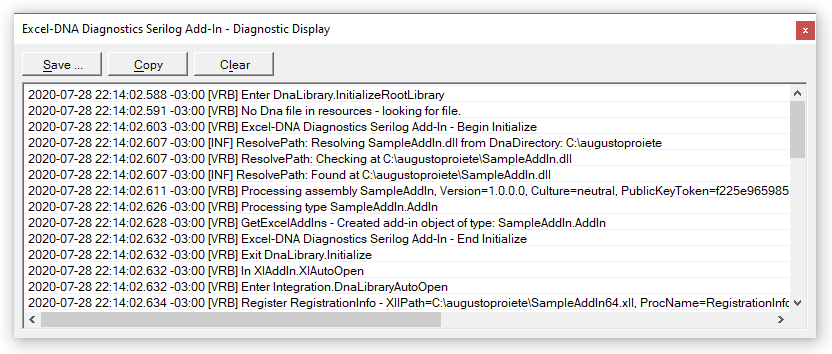 Excel-DNA Diagnostics Serilog Add-In - Diagnostic Display
x
Save ... Copy Clear
2020-07-28 22:14:02.588 -03:00 [VRB] Enter DnaLibrary.InitializeRootLibrary
2020-07-28 22:14:02.591 -03:00 [VRB] No Dna file in resources - looking for file.
2020-07-28 22:14:02.603 -03:00 [VRB] Excel-DNA Diagnostics Serilog Add-In - Begin Initialize
2020-07-28 22:14:02.607 -03:00 [INF] ResolvePath: Resolving SampleAddIn.dll from DnaDirectory: C:\augustoproiete
2020-07-28 22:14:02.607 -03:00 [VRB] ResolvePath: Checking at C:\augustoproiete\SampleAddIn.dll
2020-07-28 22:14:02.607 -03:00 [INF] ResolvePath: Found at C:\augustoproiete\SampleAddIn.dll
2020-07-28 22:14:02.611 -03:00 [VRB] Processing assembly SampleAddIn, Version=1.0.0.0, Culture=neutral, PublicKeyToken=f225e965985
2020-07-28 22:14:02.626 -03:00 [VRB] Processing type SampleAddIn.AddIn
2020-07-28 22:14:02.628 -03:00 [VRB] GetExcelAddIns - Created add-in object of type: SampleAddIn.AddIn
2020-07-28 22:14:02.632 -03:00 [VRB] Excel-DNA Diagnostics Serilog Add-In - End Initialize
2020-07-28 22:14:02.632 -03:00 [VRB] Exit DnaLibrary.Initialize
2020-07-28 22:14:02.632 -03:00 [VRB] In XlAddIn.XlAutoOpen
2020-07-28 22:14:02.632 -03:00 [VRB] Enter Integration.DnaLibraryAutoOpen
2020-07-28 22:14:02.634 -03:00 [VRB] Register RegistrationInfo - XllPath=C:\augustoproiete\SampleAddIn64.xll, ProcName=RegistrationInfo